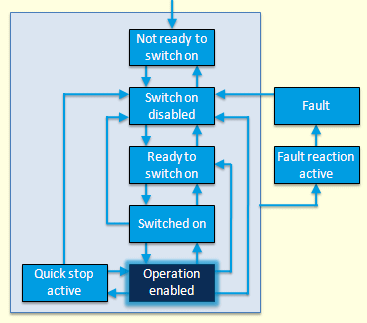 Not ready to
switch on
Switch on
disabled
Fault
Ready to
switch on
Fault reaction
active
Switched on
Quick stop
active
Operation
enabled